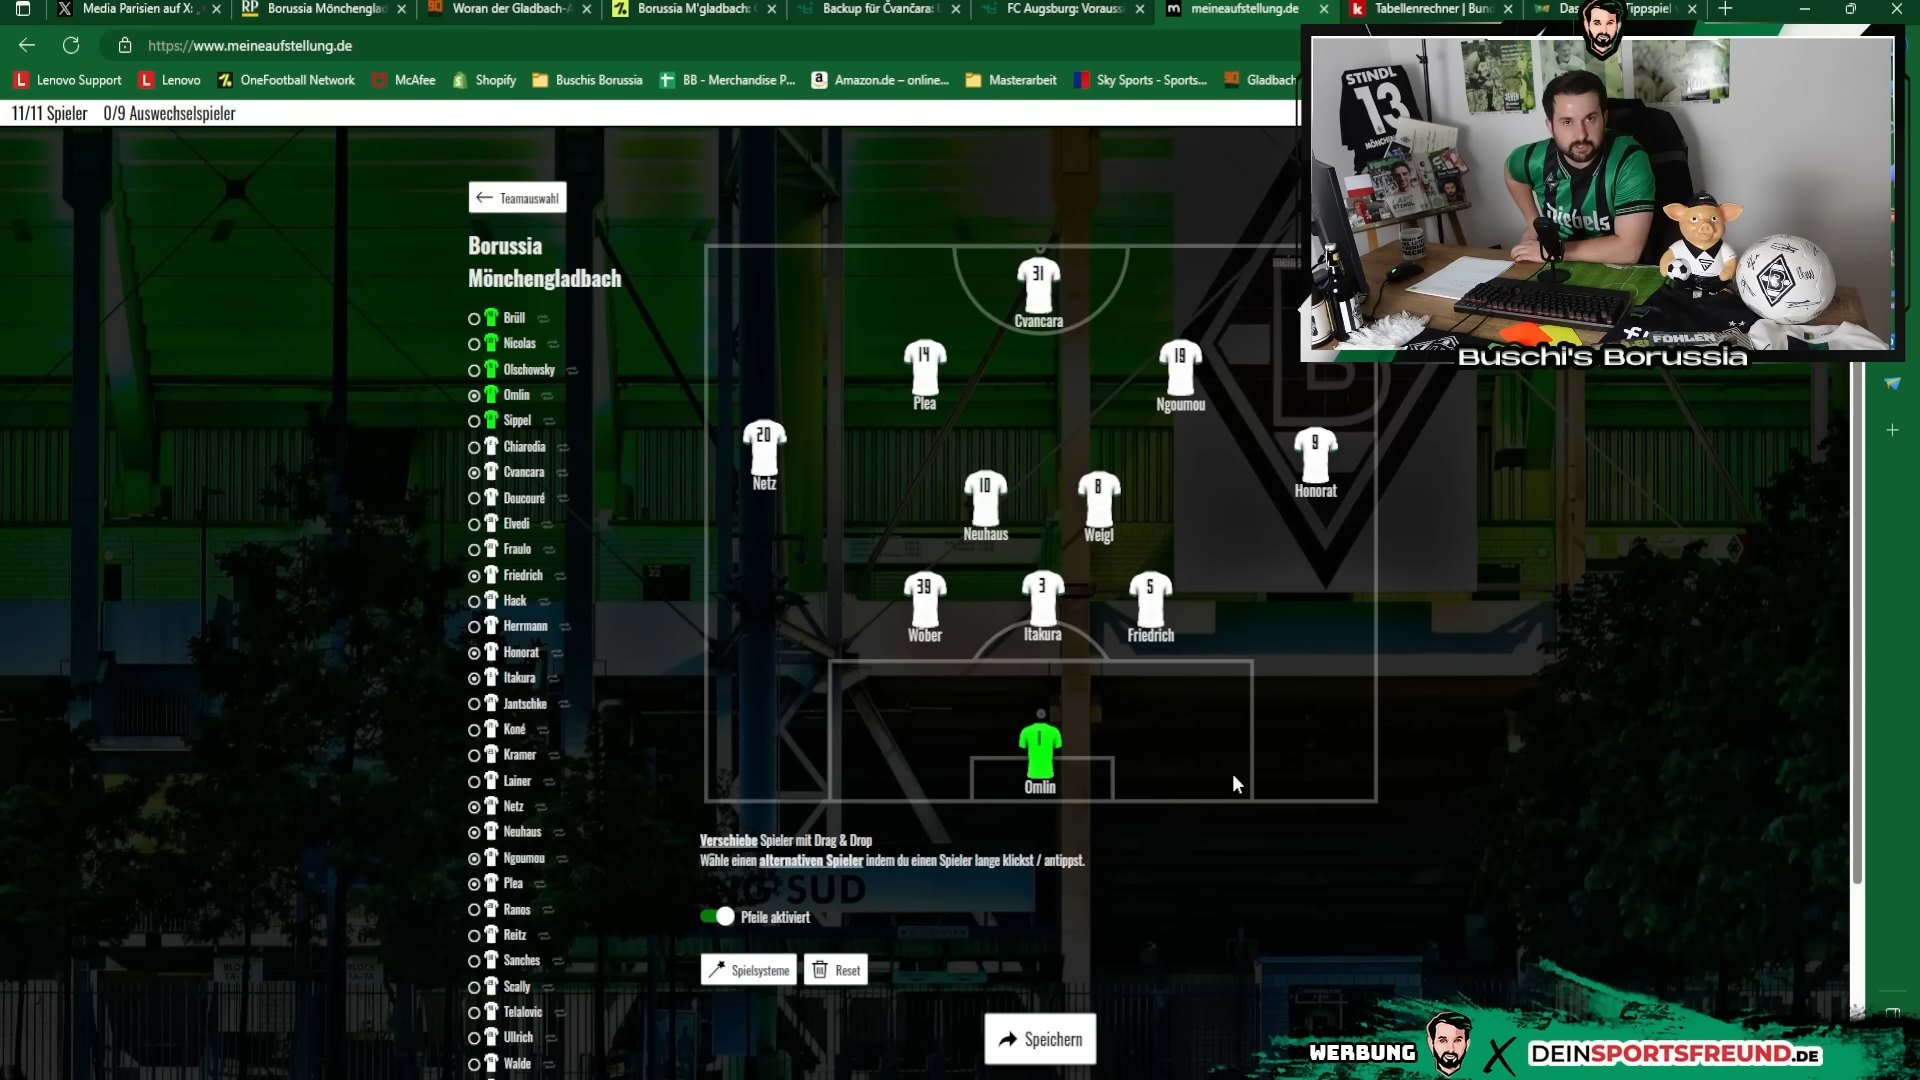 Media Parisien auf X:
Borussia Mönchenglad
Woran der Gladbach-A
Borussia M'gladbach:
Backup für Čvančara:
FC Augsburg: Vorauss
meineaufstellung.de
Tabellenrechner | Bund
Das
Tippspiel
https://www.meineaufstellung.de
Lenovo Support
Lenovo
OneFootball Network
McAfee
Shopify
Buschis Borussia
BB - Merchandise P...
Amazon.de – online...
Masterarbeit
Sky Sports - Sports...
Gladbach
11/11 Spieler 0/9 Auswechselspieler
Teamauswahl
Borussia
Mönchengladbach
Brüll
Nicolas
Olschowsky
Omlin
Sippel
Chiarodia
Cvancara
Doucouré
Elvedi
Fraulo
Friedrich
Hack
Herrmann
Honorat
Itakura
Jantschke
Koné
Kramer
Lainer
Netz
Neuhaus
Ngoumou
Plea
Ranos
Reitz
Sanches
Scally
Telalovic
Ullrich
Walde
31
Cvancara
14
Plea
19
Ngoumou
20
Netz
9
Honorat
10
Neuhaus
8
Weigl
39
Wöber
3
Itakura
5
Friedrich
1
Omlin
Verschiebe Spieler mit Drag & Drop
Wähle einen alternativen Spieler indem du einen Spieler lange klickst / antippst.
SUD
Pfeile aktiviert
Spielsysteme
Reset
Speichern
STINDL
13
Diebels
FOHLEN
Buschi's Borussia
WERBUNG X DEINSPORTSFREUND.DE